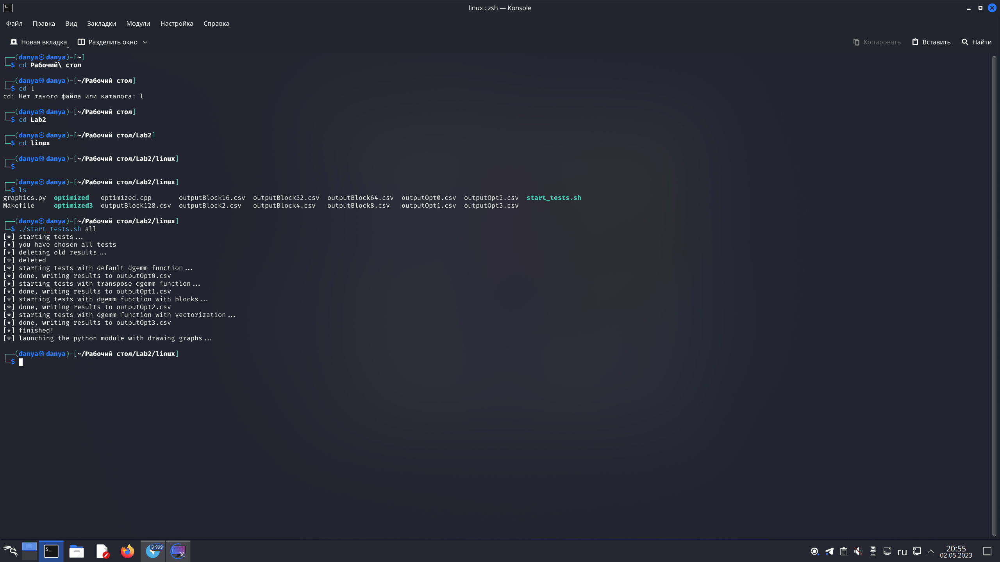 linux : zsh — Konsole
Файл Правка Вид Закладки Модули Настройка Справка
Новая вкладка Разделить окно Копировать Вставить Найти
┌──(danya㉿danya)-[~]
└─$ cd Рабочий\ стол
┌──(danya㉿danya)-[~/Рабочий стол]
└─$ cd l
cd: Нет такого файла или каталога: l
┌──(danya㉿danya)-[~/Рабочий стол]
└─$ cd Lab2
┌──(danya㉿danya)-[~/Рабочий стол/Lab2]
└─$ cd linux
┌──(danya㉿danya)-[~/Рабочий стол/Lab2/linux]
└─$
┌──(danya㉿danya)-[~/Рабочий стол/Lab2/linux]
└─$ ls
graphics.py optimized optimized.cpp outputBlock16.csv outputBlock32.csv outputBlock64.csv outputOpt0.csv outputOpt2.csv start_tests.sh
Makefile optimized3 outputBlock128.csv outputBlock2.csv outputBlock4.csv outputBlock8.csv outputOpt1.csv outputOpt3.csv
┌──(danya㉿danya)-[~/Рабочий стол/Lab2/linux]
└─$ ./start_tests.sh all
[*] starting tests...
[*] you have chosen all tests
[*] deleting old results...
[*] deleted
[*] starting tests with default dgemm function...
[*] done, writing results to outputOpt0.csv
[*] starting tests with transpose dgemm function...
[*] done, writing results to outputOpt1.csv
[*] starting tests with dgemm function with blocks...
[*] done, writing results to outputOpt2.csv
[*] starting tests with dgemm function with vectorization...
[*] done, writing results to outputOpt3.csv
[*] finished!
[*] launching the python module with drawing graphs...
┌──(danya㉿danya)-[~/Рабочий стол/Lab2/linux]
└─$
9 999
ru
20:55
02.05.2023